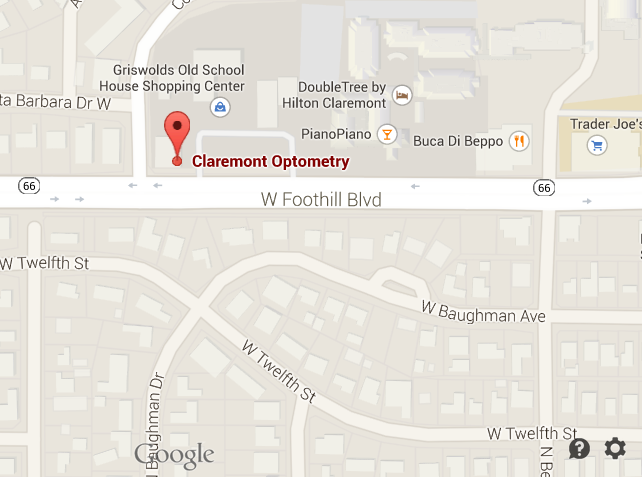 Griswolds Old School
House Shopping Center
DoubleTree by
Hilton Claremont
ta Barbara Dr W
PianoPiano
Buca Di Beppo
Trader Joe's
Claremont Optometry
66
66
W Foothill Blvd
W Twelfth St
W Baughman Ave
W Twelfth St
N Baughman Dr
W Twelfth St
N Be
Google